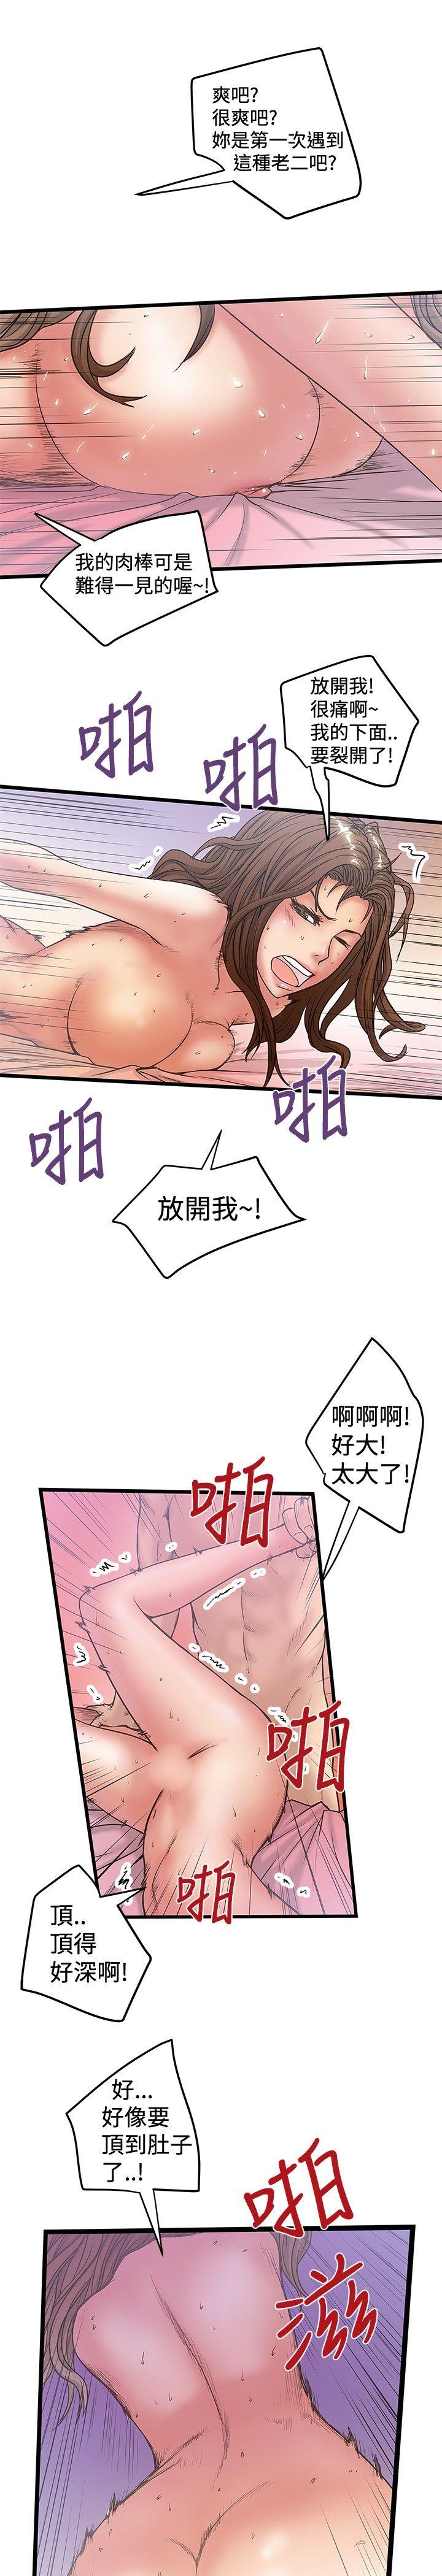 爽吧?
很爽吧?
妳是第一次遇到
這種老二吧?
我的肉棒可是
難得一見的喔~!
放開我!
很痛啊~
我的下面..
要裂開了!
啪
啪
啪
啪
放開我~!
啊啊啊!
好大!
太大了!
啪
啪
啪
頂..
頂得
好深啊!
好...
好像要
頂到肚子
了..!
啪
滋